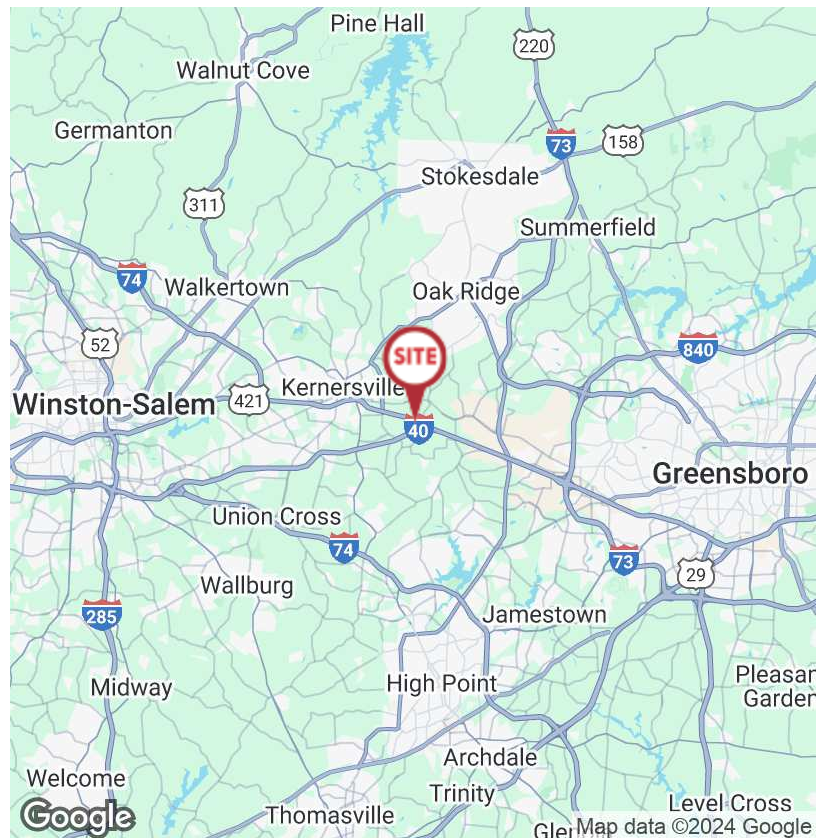 Pine Hall
220
Walnut Cove
Germanton
73
158
Stokesdale
311
Summerfield
74
Walkertown
Oak Ridge
52
840
SITE
Kernersville
421
Winston-Salem
40
Greensboro
Union Cross
74
73
29
Wallburg
285
Jamestown
Midway
High Point
Pleasan
Garden
Archdale
Welcome
Trinity
Level Cross
Thomasville
Google
Map data ©2024 Google